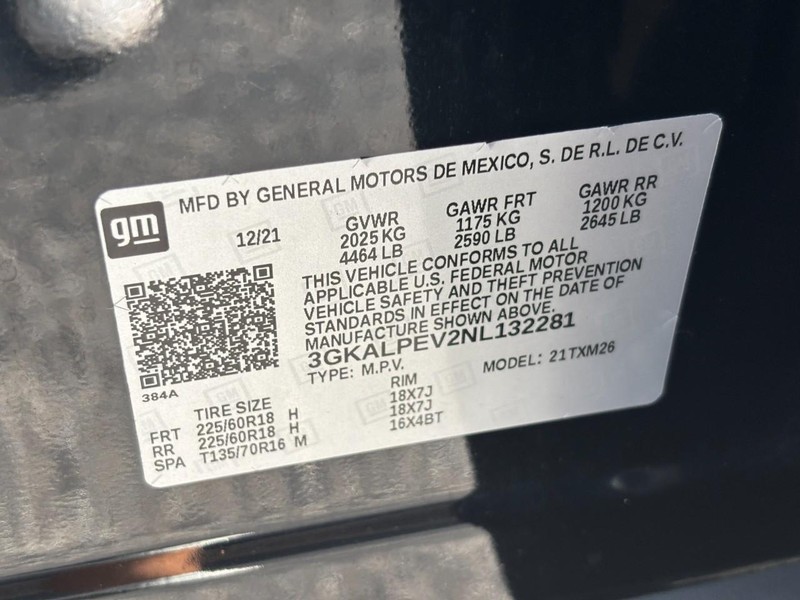 gm
MFD BY GENERAL MOTORS DE MEXICO, S. DE R.L. DE C.V.
12/21 GVWR GAWR FRT GAWR RR
2025 KG 1175 KG 1200 KG
4464 LB 2590 LB 2645 LB
THIS VEHICLE CONFORMS TO ALL
APPLICABLE U.S. FEDERAL MOTOR
VEHICLE SAFETY AND THEFT PREVENTION
STANDARDS IN EFFECT ON THE DATE OF
MANUFACTURE SHOWN ABOVE.
3GKALPEV2NL132281
TYPE: M.P.V. MODEL: 21TXM26
384A
TIRE SIZE RIM
FRT 225/60R18 H 18X7J
RR 225/60R18 H 18X7J
SPA T135/70R16 M 16X4BT